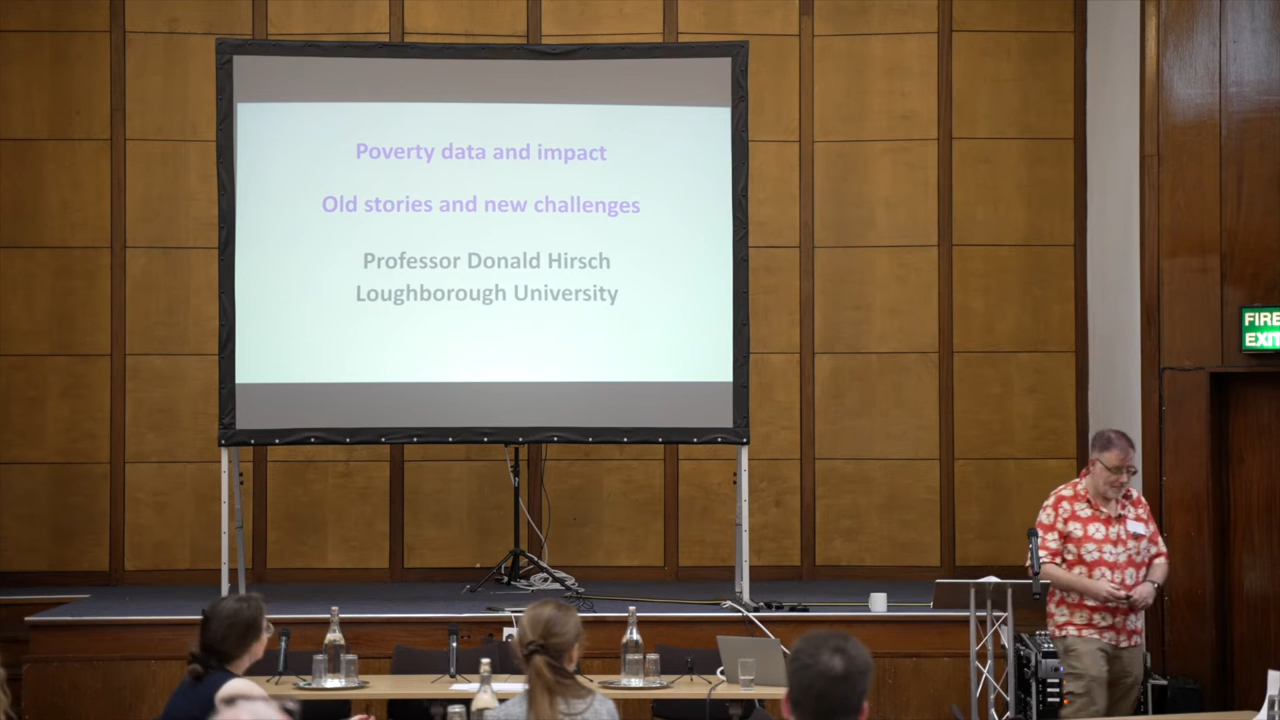 Poverty data and impact
Old stories and new challenges
Professor Donald Hirsch
Loughborough University
FIRE
EXIT